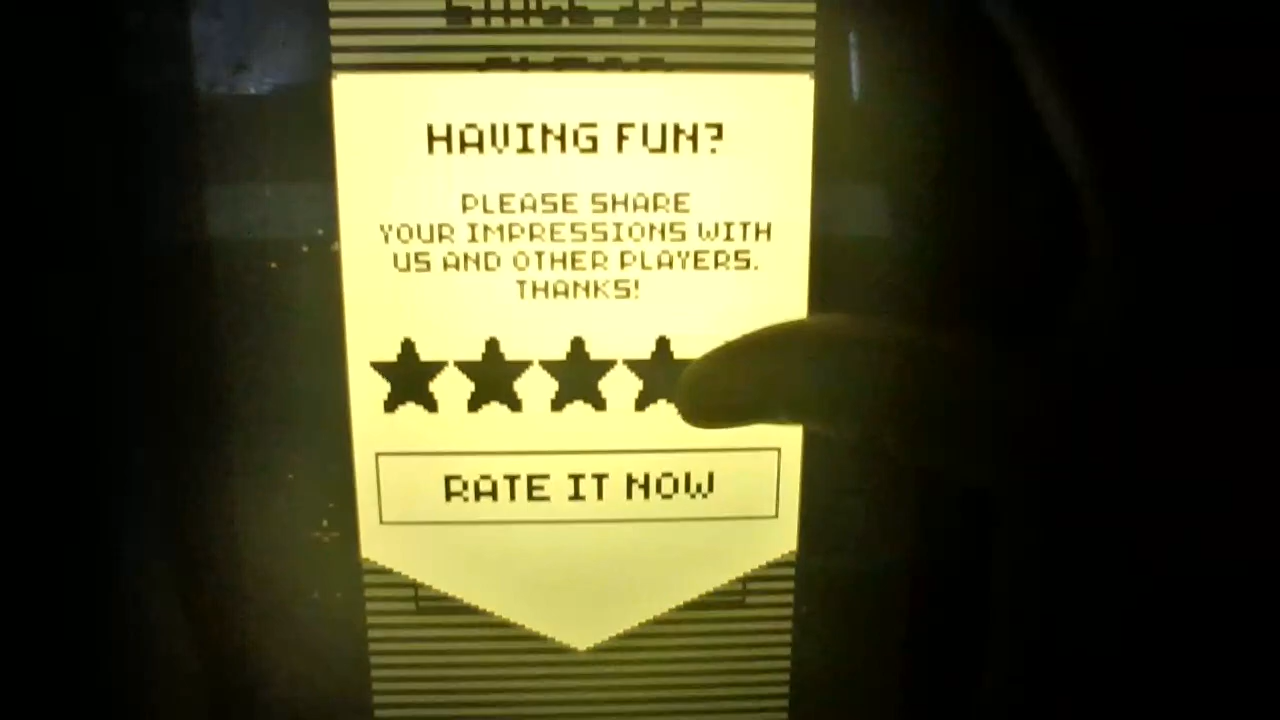 HAVING FUN?
PLEASE SHARE
YOUR IMPRESSIONS WITH
US AND OTHER PLAYERS.
THANKS!
RATE IT NOW